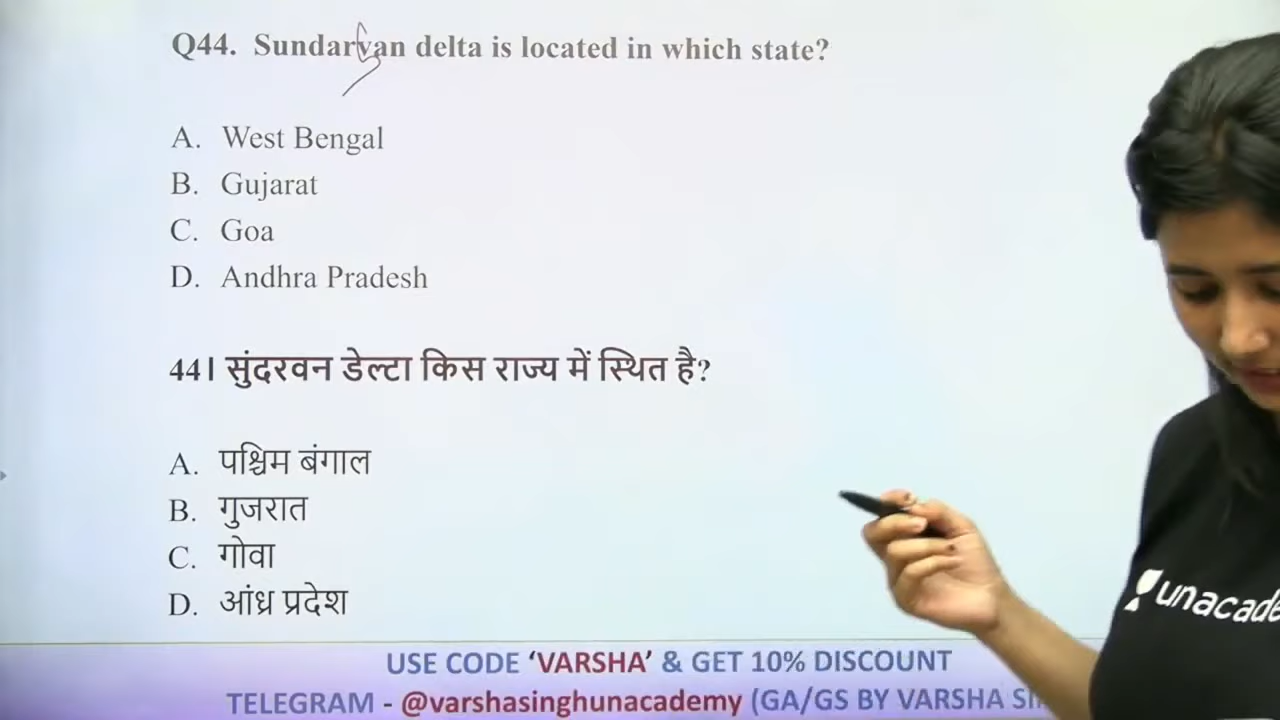 Q44. Sundarvan delta is located in which state?
A. West Bengal
B. Gujarat
C. Goa
D. Andhra Pradesh
44। सुंदरवन डेल्टा किस राज्य में स्थित है?
A. पश्चिम बंगाल
B. गुजरात
C. गोवा
D. आंध्र प्रदेश
unacade
USE CODE ‘VARSHA’ & GET 10% DISCOUNT
TELEGRAM - @varshasinghunacademy (GA/GS BY VARSHA SI